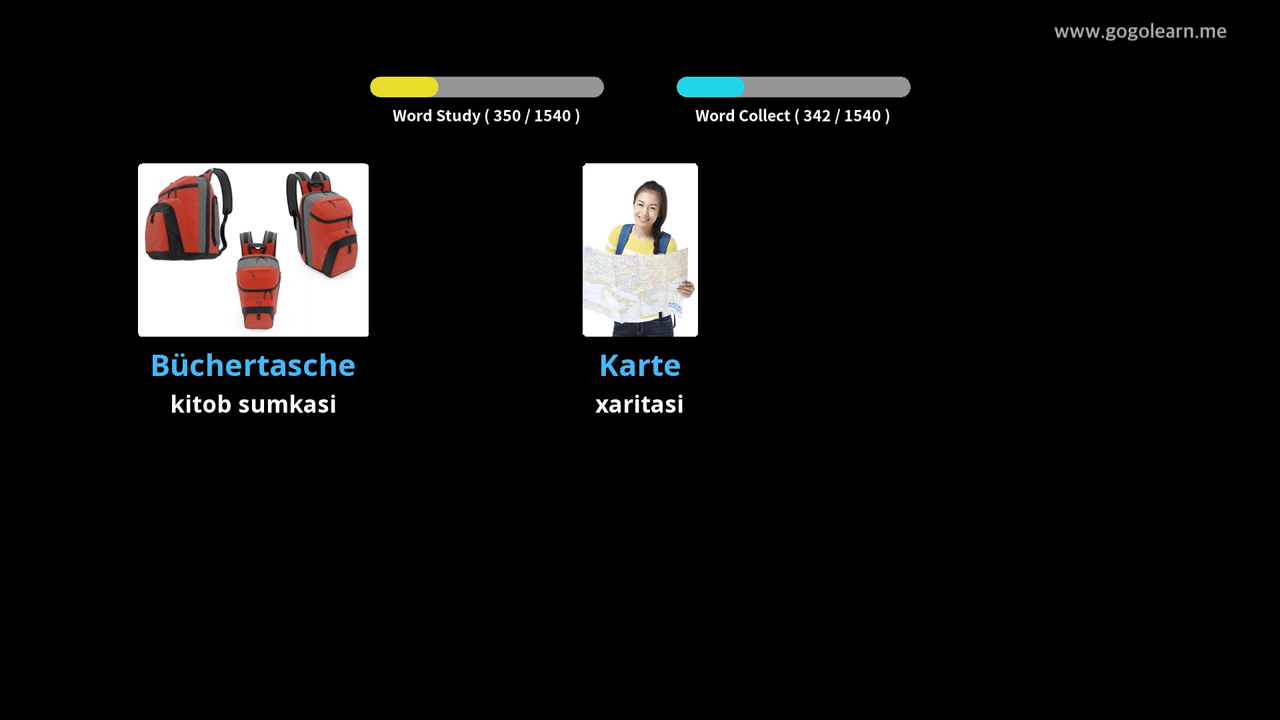 www.gogolearn.me
Word Study ( 350 / 1540 )
Word Collect ( 342 / 1540 )
Büchertasche
kitob sumkasi
Karte
xaritasi